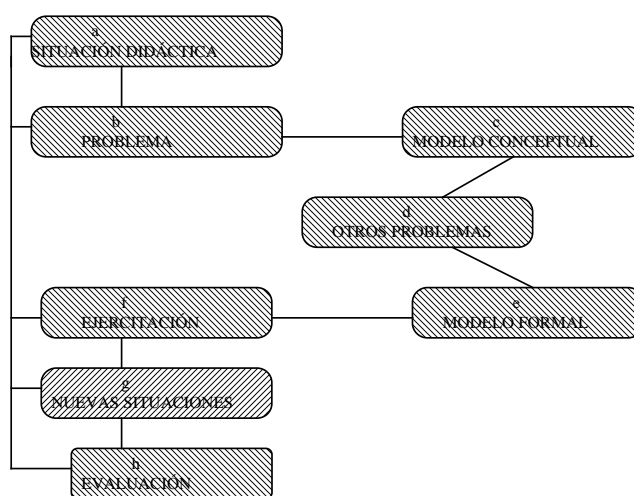 a
SITUACIÓN DIDÁCTICA
b
PROBLEMA
c
MODELO CONCEPTUAL
d
OTROS PROBLEMAS
e
MODELO FORMAL
f
EJERCITACIÓN
g
NUEVAS SITUACIONES
h
EVALUACIÓN